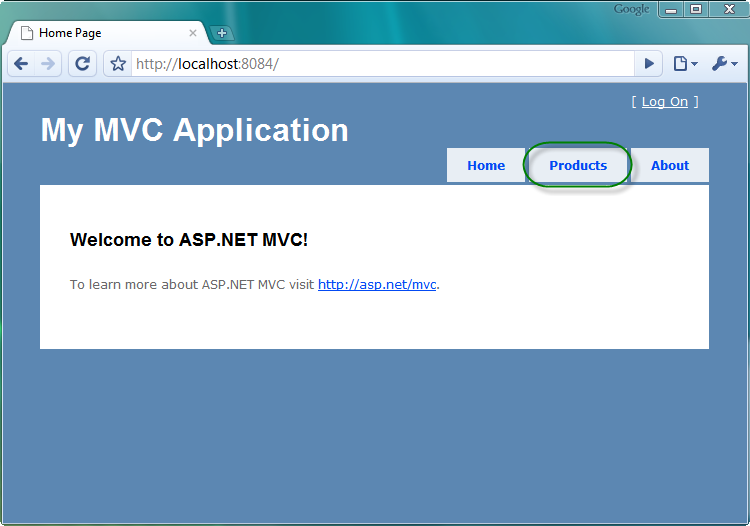 Google
Home Page
http://localhost:8084/
[ Log On ]
My MVC Application
Home Products About
Welcome to ASP.NET MVC!
To learn more about ASP.NET MVC visit http://asp.net/mvc.